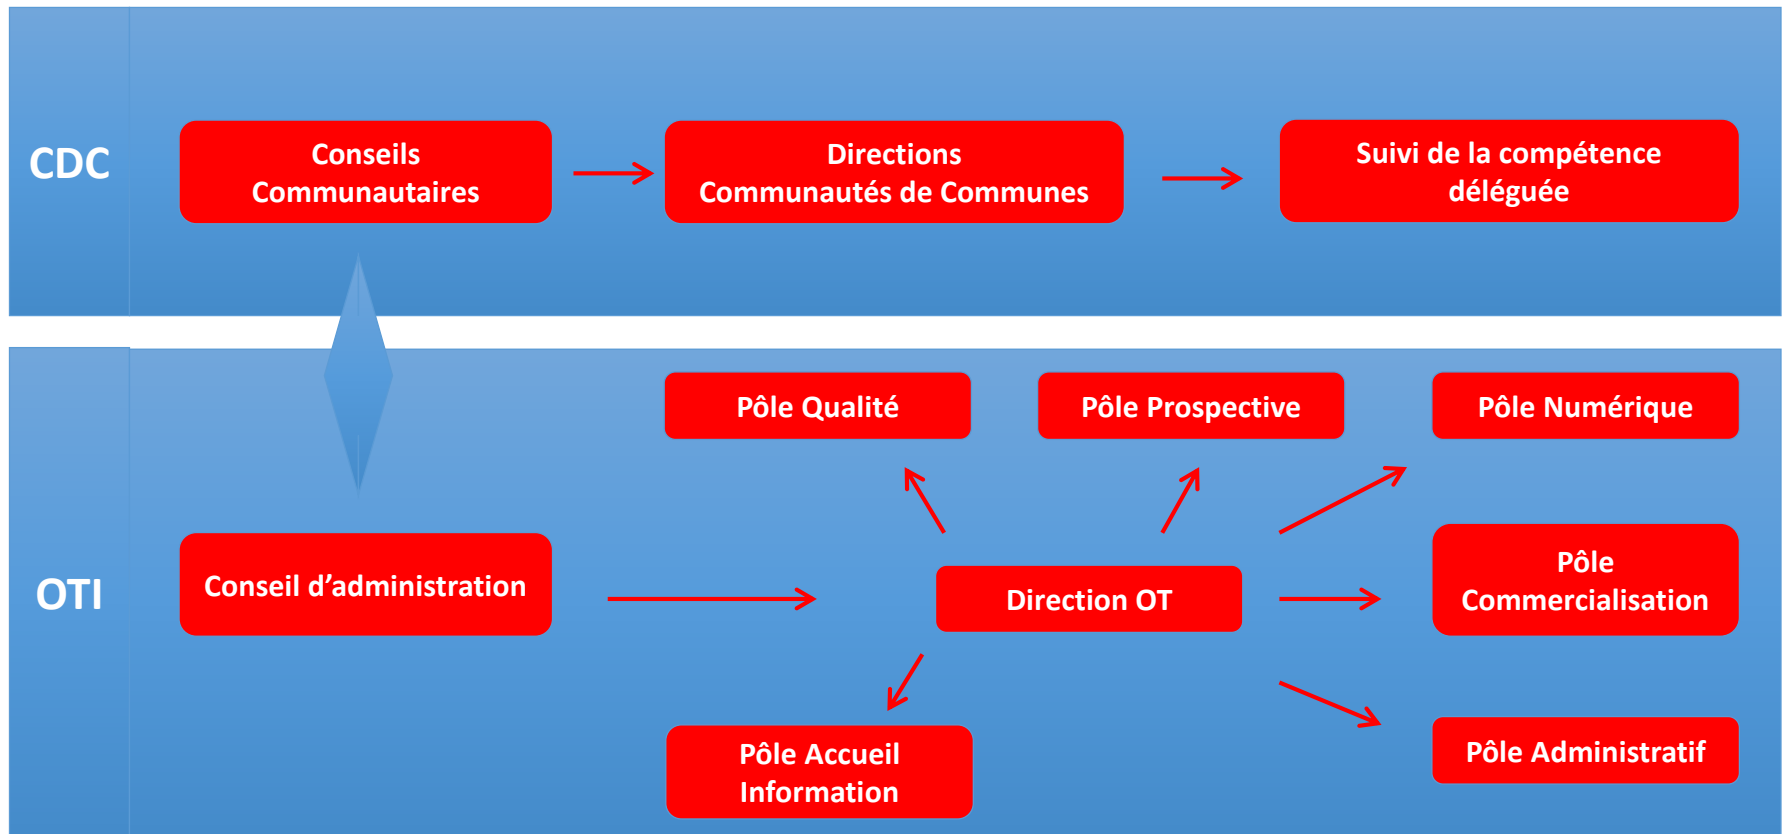 CDC
Conseils
Communautaires
Directions
Communautés de Communes
Suivi de la compétence
déléguée
OTI
Pôle Qualité
Pôle Prospective
Pôle Numérique
Conseil d’administration
Direction OT
Pôle
Commercialisation
Pôle Accueil
Information
Pôle Administratif